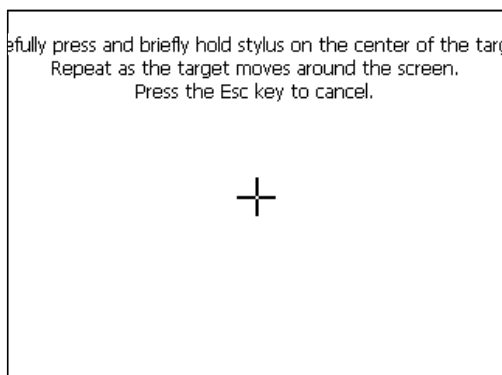 efully press and briefly hold stylus on the center of the targ
Repeat as the target moves around the screen.
Press the Esc key to cancel.